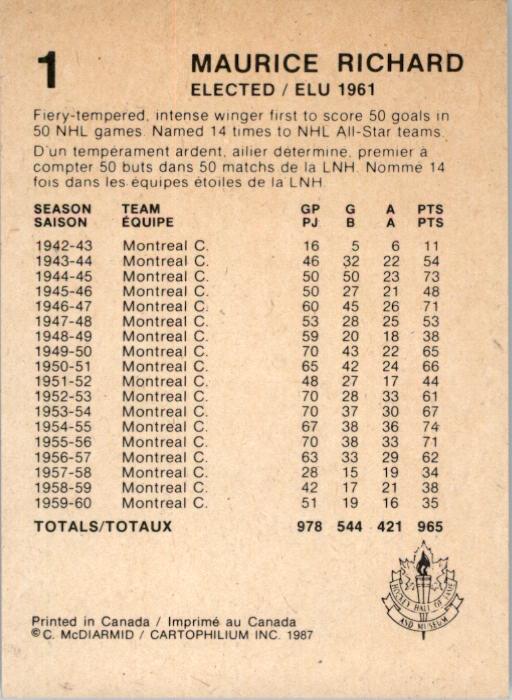 1
MAURICE RICHARD
ELECTED / ELU 1961
Fiery-tempered, intense winger first to score 50 goals in
50 NHL games. Named 14 times to NHL All-Star teams.
D'un tempérament ardent, ailier déterminé, premier à
compter 50 buts dans 50 matchs de la LNH. Nommé 14
fois dans les équipes étoiles de la LNH.
SEASON TEAM GP G A PTS
SAISON ÉQUIPE PJ B A PTS
1942-43 Montreal C. 16 5 6 11
1943-44 Montreal C. 46 32 22 54
1944-45 Montreal C. 50 50 23 73
1945-46 Montreal C. 50 27 21 48
1946-47 Montreal C. 60 45 26 71
1947-48 Montreal C. 53 28 25 53
1948-49 Montreal C. 59 20 18 38
1949-50 Montreal C. 70 43 22 65
1950-51 Montreal C. 65 42 24 66
1951-52 Montreal C. 48 27 17 44
1952-53 Montreal C. 70 28 33 61
1953-54 Montreal C. 70 37 30 67
1954-55 Montreal C. 67 38 36 74
1955-56 Montreal C. 70 38 33 71
1956-57 Montreal C. 63 33 29 62
1957-58 Montreal C. 28 15 19 34
1958-59 Montreal C. 42 17 21 38
1959-60 Montreal C. 51 19 16 35
TOTALS/TOTAUX 978 544 421 965
HOCKEY HALL OF FAME
AND MUSEUM
Printed in Canada / Imprimé au Canada
© C. McDIARMID / CARTOPHILIUM INC. 1987